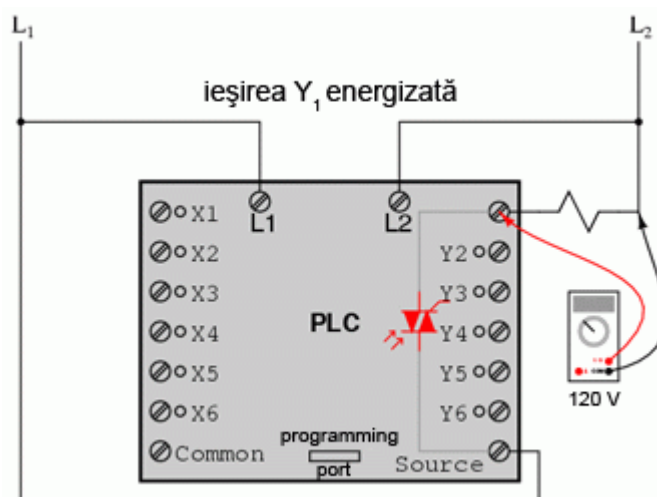 L1 L2
ieşirea Y1 energizată
X1 L1 L2
X2 Y2
X3 Y3
X4 PLC Y4
X5 Y5
X6 Y6
120 V
programming
Common port Source